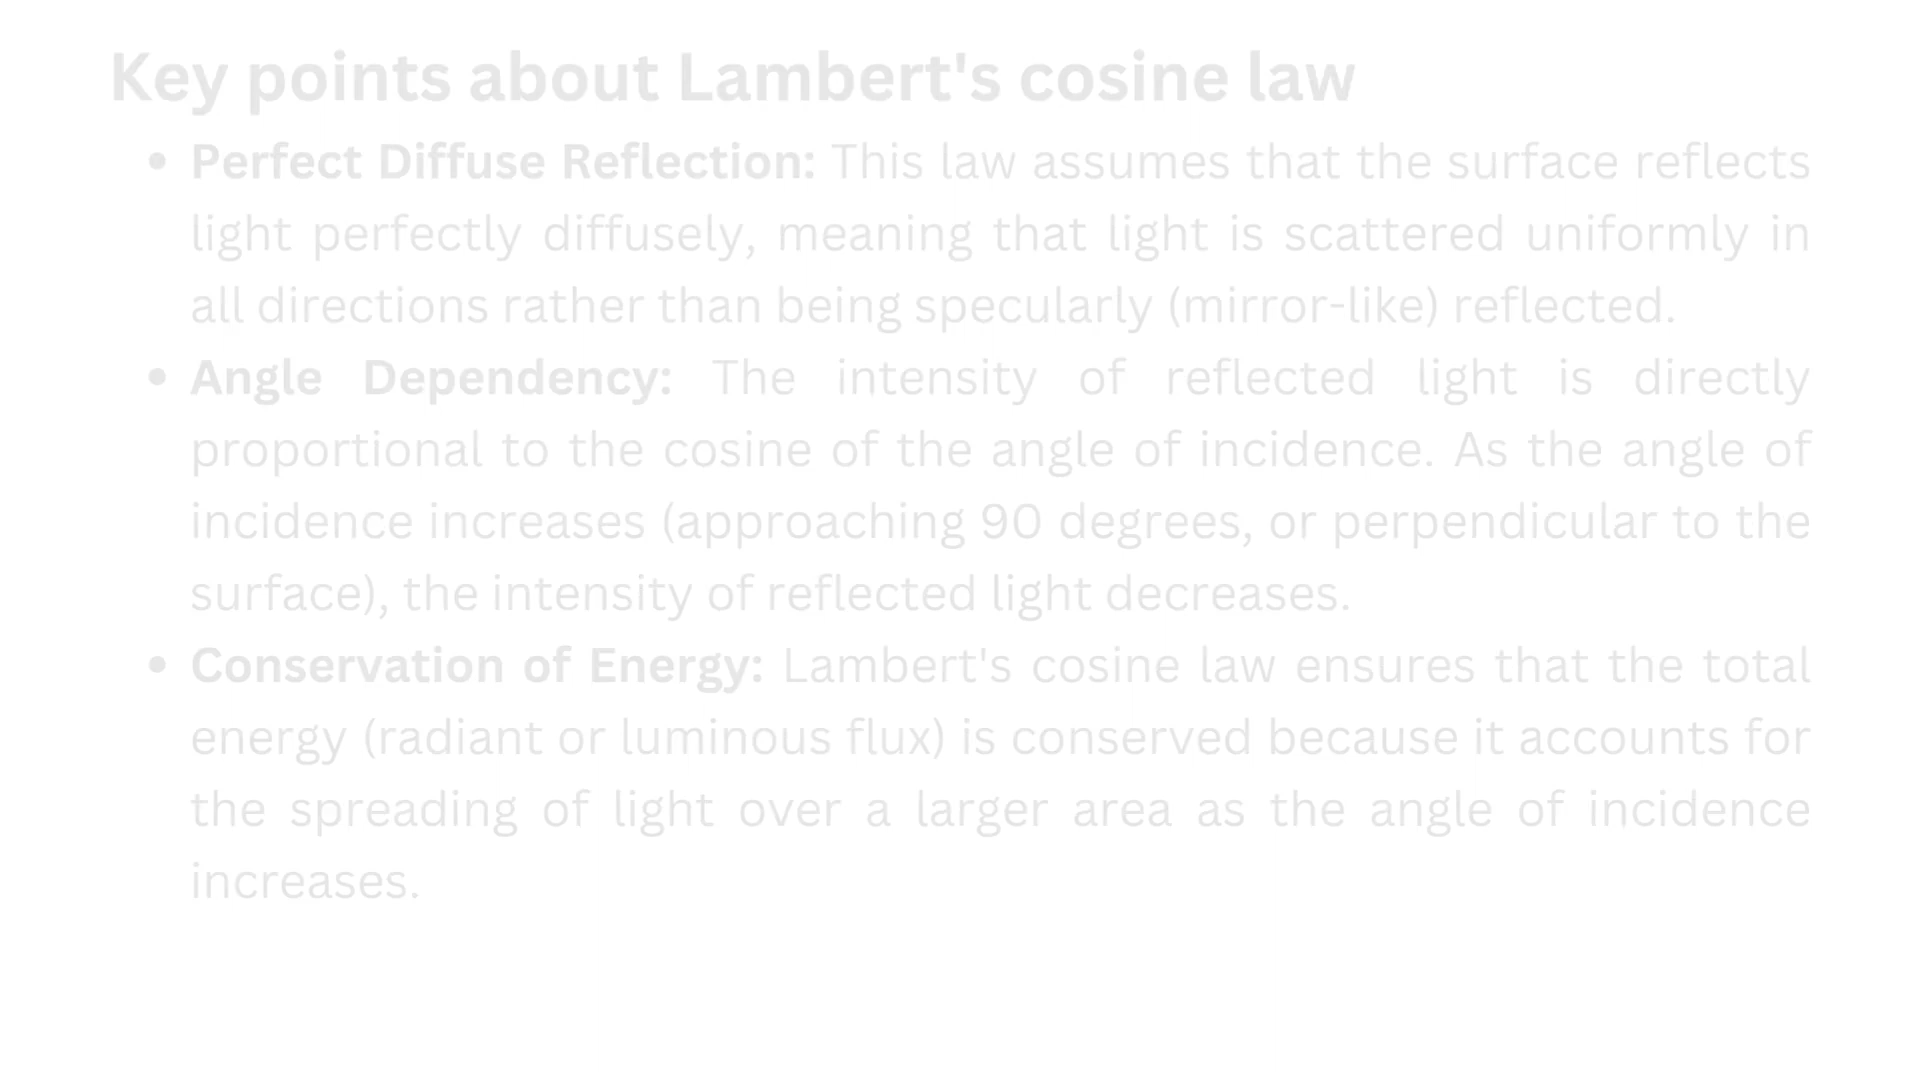 Key points about Lambert's cosine law
• Perfect Diffuse Reflection: This law assumes that the surface reflects
light perfectly diffusely, meaning that light is scattered uniformly in
all directions rather than being specularly (mirror-like) reflected.
• Angle Dependency: The intensity of reflected light is directly
proportional to the cosine of the angle of incidence. As the angle of
incidence increases (approaching 90 degrees, or perpendicular to the
surface), the intensity of reflected light decreases.
• Conservation of Energy: Lambert's cosine law ensures that the total
energy (radiant or luminous flux) is conserved because it accounts for
the spreading of light over a larger area as the angle of incidence
increases.